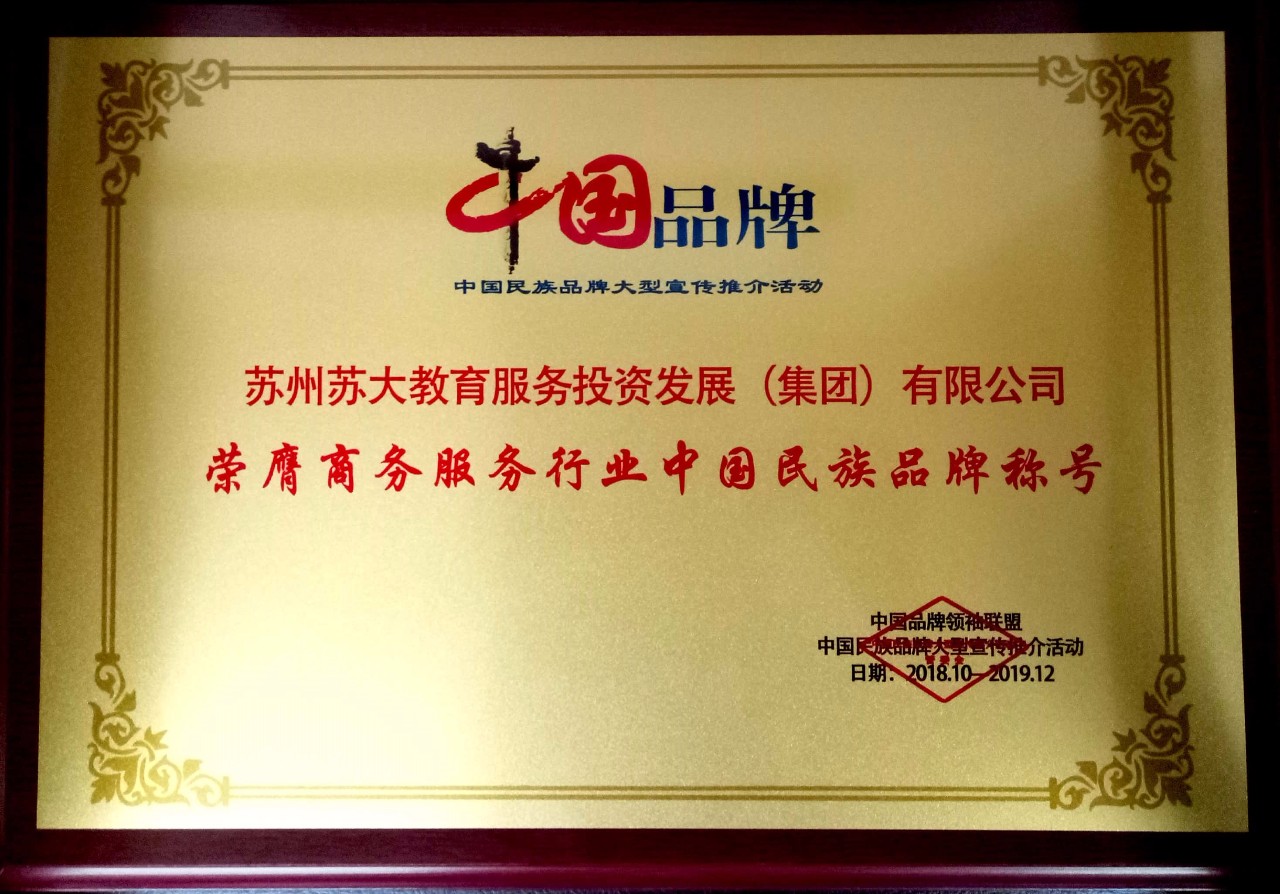 中国品牌
中国民族品牌大型宣传推介活动
苏州苏大教育服务投资发展（集团）有限公司
荣膺商务服务行业中国民族品牌称号
中国品牌领袖联盟
中国民族品牌大型宣传推介活动
日期：2018.10—2019.12